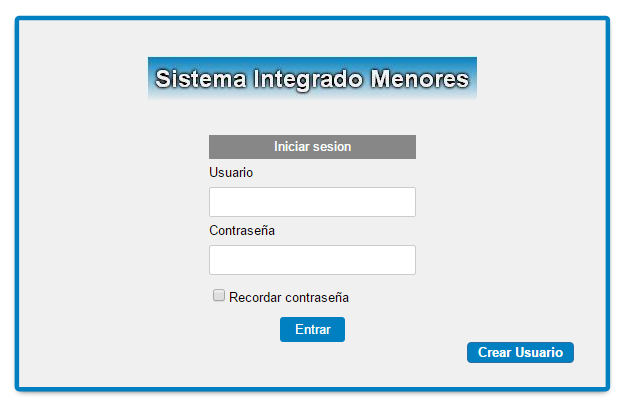 Sistema Integrado Menores
Iniciar sesion
Usuario
Contraseña
Recordar contraseña
Entrar
Crear Usuario